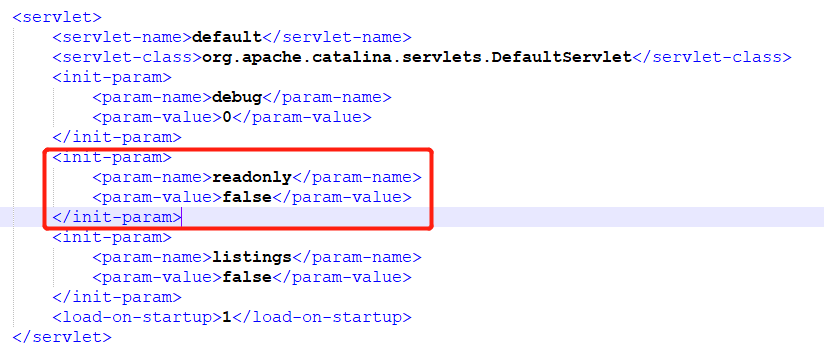 <servlet>
<servlet-name>default</servlet-name>
<servlet-class>org.apache.catalina.servlets.DefaultServlet</servlet-class>
<init-param>
<param-name>debug</param-name>
<param-value>0</param-value>
</init-param>
<init-param>
<param-name>readonly</param-name>
<param-value>false</param-value>
</init-param>
<init-param>
<param-name>listings</param-name>
<param-value>false</param-value>
</init-param>
<load-on-startup>1</load-on-startup>
</servlet>